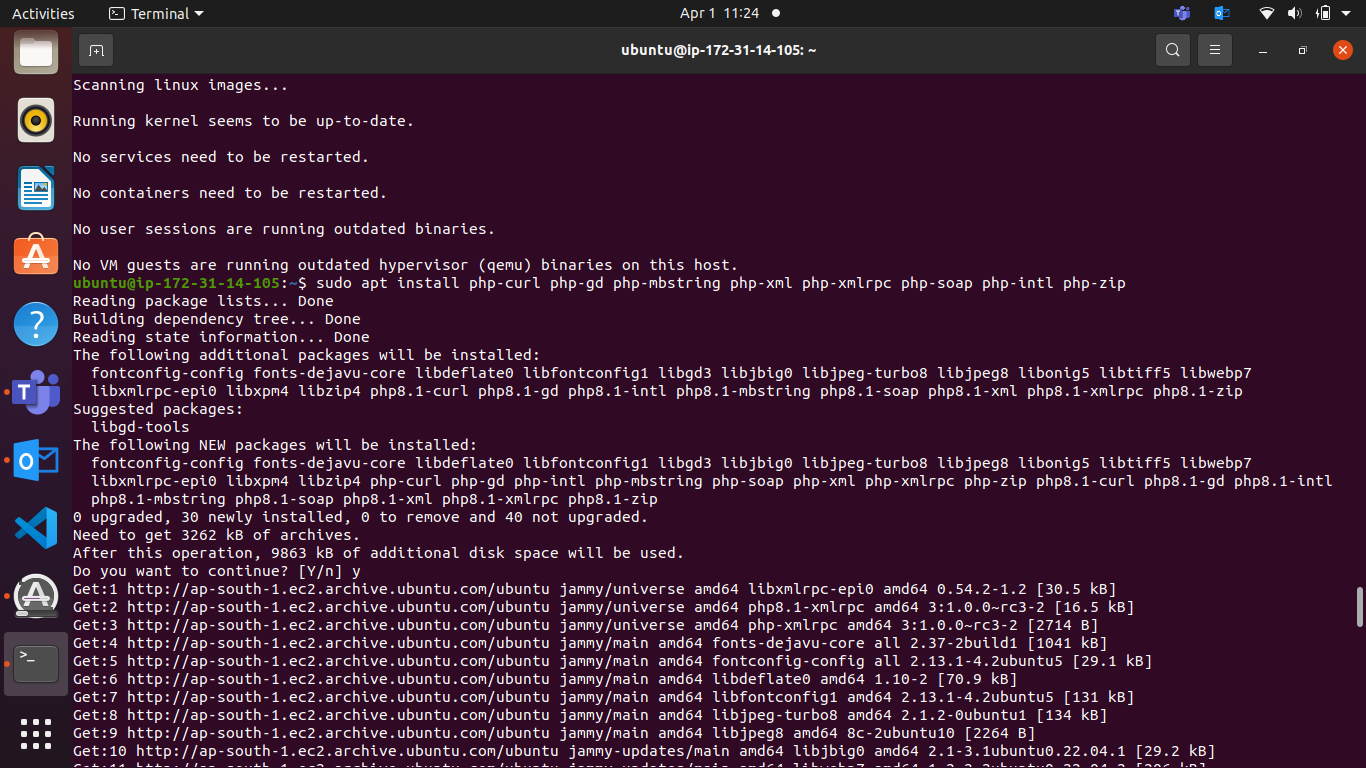 Activities
Terminal
Apr 1 11:24
ubuntu@ip-172-31-14-105: ~
Scanning linux images...
Running kernel seems to be up-to-date.
No services need to be restarted.
No containers need to be restarted.
No user sessions are running outdated binaries.
No VM guests are running outdated hypervisor (qemu) binaries on this host.
ubuntu@ip-172-31-14-105:~$ sudo apt install php-curl php-gd php-mbstring php-xml php-xmlrpc php-soap php-intl php-zip
Reading package lists... Done
Building dependency tree... Done
Reading state information... Done
The following additional packages will be installed:
fontconfig-config fonts-dejavu-core libdeflate0 libfontconfig1 libgd3 libjbig0 libjpeg-turbo8 libjpeg8 libonig5 libtiff5 libwebp7
libxmlrpc-epi0 libxpm4 libzip4 php8.1-curl php8.1-gd php8.1-intl php8.1-mbstring php8.1-soap php8.1-xml php8.1-xmlrpc php8.1-zip
Suggested packages:
libgd-tools
The following NEW packages will be installed:
fontconfig-config fonts-dejavu-core libdeflate0 libfontconfig1 libgd3 libjbig0 libjpeg-turbo8 libjpeg8 libonig5 libtiff5 libwebp7
libxmlrpc-epi0 libxpm4 libzip4 php-curl php-gd php-intl php-mbstring php-soap php-xml php-xmlrpc php-zip php8.1-curl php8.1-gd php8.1-intl
php8.1-mbstring php8.1-soap php8.1-xml php8.1-xmlrpc php8.1-zip
0 upgraded, 30 newly installed, 0 to remove and 40 not upgraded.
Need to get 3262 kB of archives.
After this operation, 9863 kB of additional disk space will be used.
Do you want to continue? [Y/n] y
Get:1 http://ap-south-1.ec2.archive.ubuntu.com/ubuntu jammy/universe amd64 libxmlrpc-epi0 amd64 0.54.2-1.2 [30.5 kB]
Get:2 http://ap-south-1.ec2.archive.ubuntu.com/ubuntu jammy/universe amd64 php8.1-xmlrpc amd64 3:1.0.0~rc3-2 [16.5 kB]
Get:3 http://ap-south-1.ec2.archive.ubuntu.com/ubuntu jammy/universe amd64 php-xmlrpc amd64 3:1.0.0~rc3-2 [2714 B]
Get:4 http://ap-south-1.ec2.archive.ubuntu.com/ubuntu jammy/main amd64 fonts-dejavu-core all 2.37-2build1 [1041 kB]
Get:5 http://ap-south-1.ec2.archive.ubuntu.com/ubuntu jammy/main amd64 fontconfig-config all 2.13.1-4.2ubuntu5 [29.1 kB]
Get:6 http://ap-south-1.ec2.archive.ubuntu.com/ubuntu jammy/main amd64 libdeflate0 amd64 1.10-2 [70.9 kB]
Get:7 http://ap-south-1.ec2.archive.ubuntu.com/ubuntu jammy/main amd64 libfontconfig1 amd64 2.13.1-4.2ubuntu5 [131 kB]
Get:8 http://ap-south-1.ec2.archive.ubuntu.com/ubuntu jammy/main amd64 libjpeg-turbo8 amd64 2.1.2-0ubuntu1 [134 kB]
Get:9 http://ap-south-1.ec2.archive.ubuntu.com/ubuntu jammy/main amd64 libjpeg8 amd64 8c-2ubuntu10 [2264 B]
Get:10 http://ap-south-1.ec2.archive.ubuntu.com/ubuntu jammy-updates/main amd64 libjbig0 amd64 2.1-3.1ubuntu0.22.04.1 [29.2 kB]